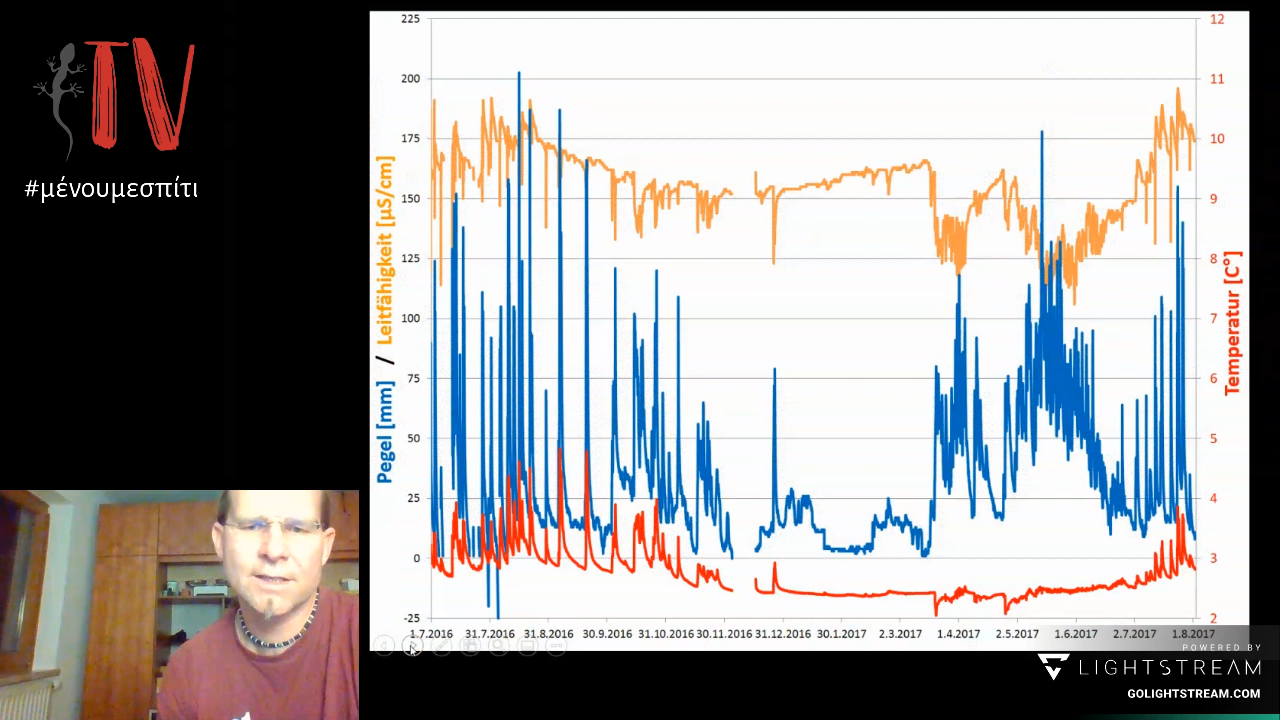 TV
#μένουμεσπίτι
225
200
175
150
125
100
75
50
25
0
-25
Pegel [mm] / Leitfähigkeit [µS/cm]
12
11
10
9
8
7
6
5
4
3
2
Temperatur [C°]
1.7.2016 31.7.2016 31.8.2016 30.9.2016 31.10.2016 30.11.2016 31.12.2016 30.1.2017 2.3.2017 1.4.2017 2.5.2017 1.6.2017 2.7.2017 1.8.2017
POWERED BY
LIGHTSTREAM
GOLIGHTSTREAM.COM